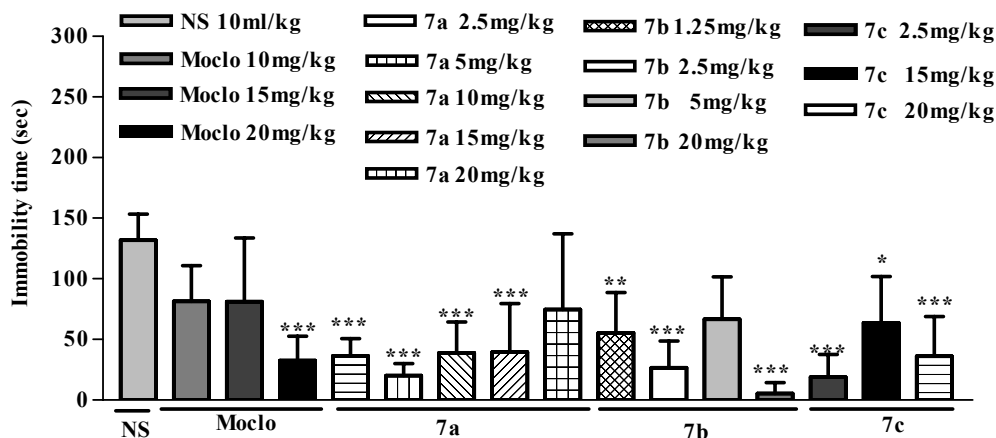 300
250
200
150
100
50
0
Immobility time (sec)
NS 10ml/kg
Moclo 10mg/kg
Moclo 15mg/kg
Moclo 20mg/kg
7a 2.5mg/kg
7a 5mg/kg
7a 10mg/kg
7a 15mg/kg
7a 20mg/kg
7b 1.25mg/kg
7b 2.5mg/kg
7b 5mg/kg
7b 20mg/kg
7c 2.5mg/kg
7c 15mg/kg
7c 20mg/kg
*** *** *** *** *** ** *** *** *** * ***
NS Moclo 7a 7b 7c